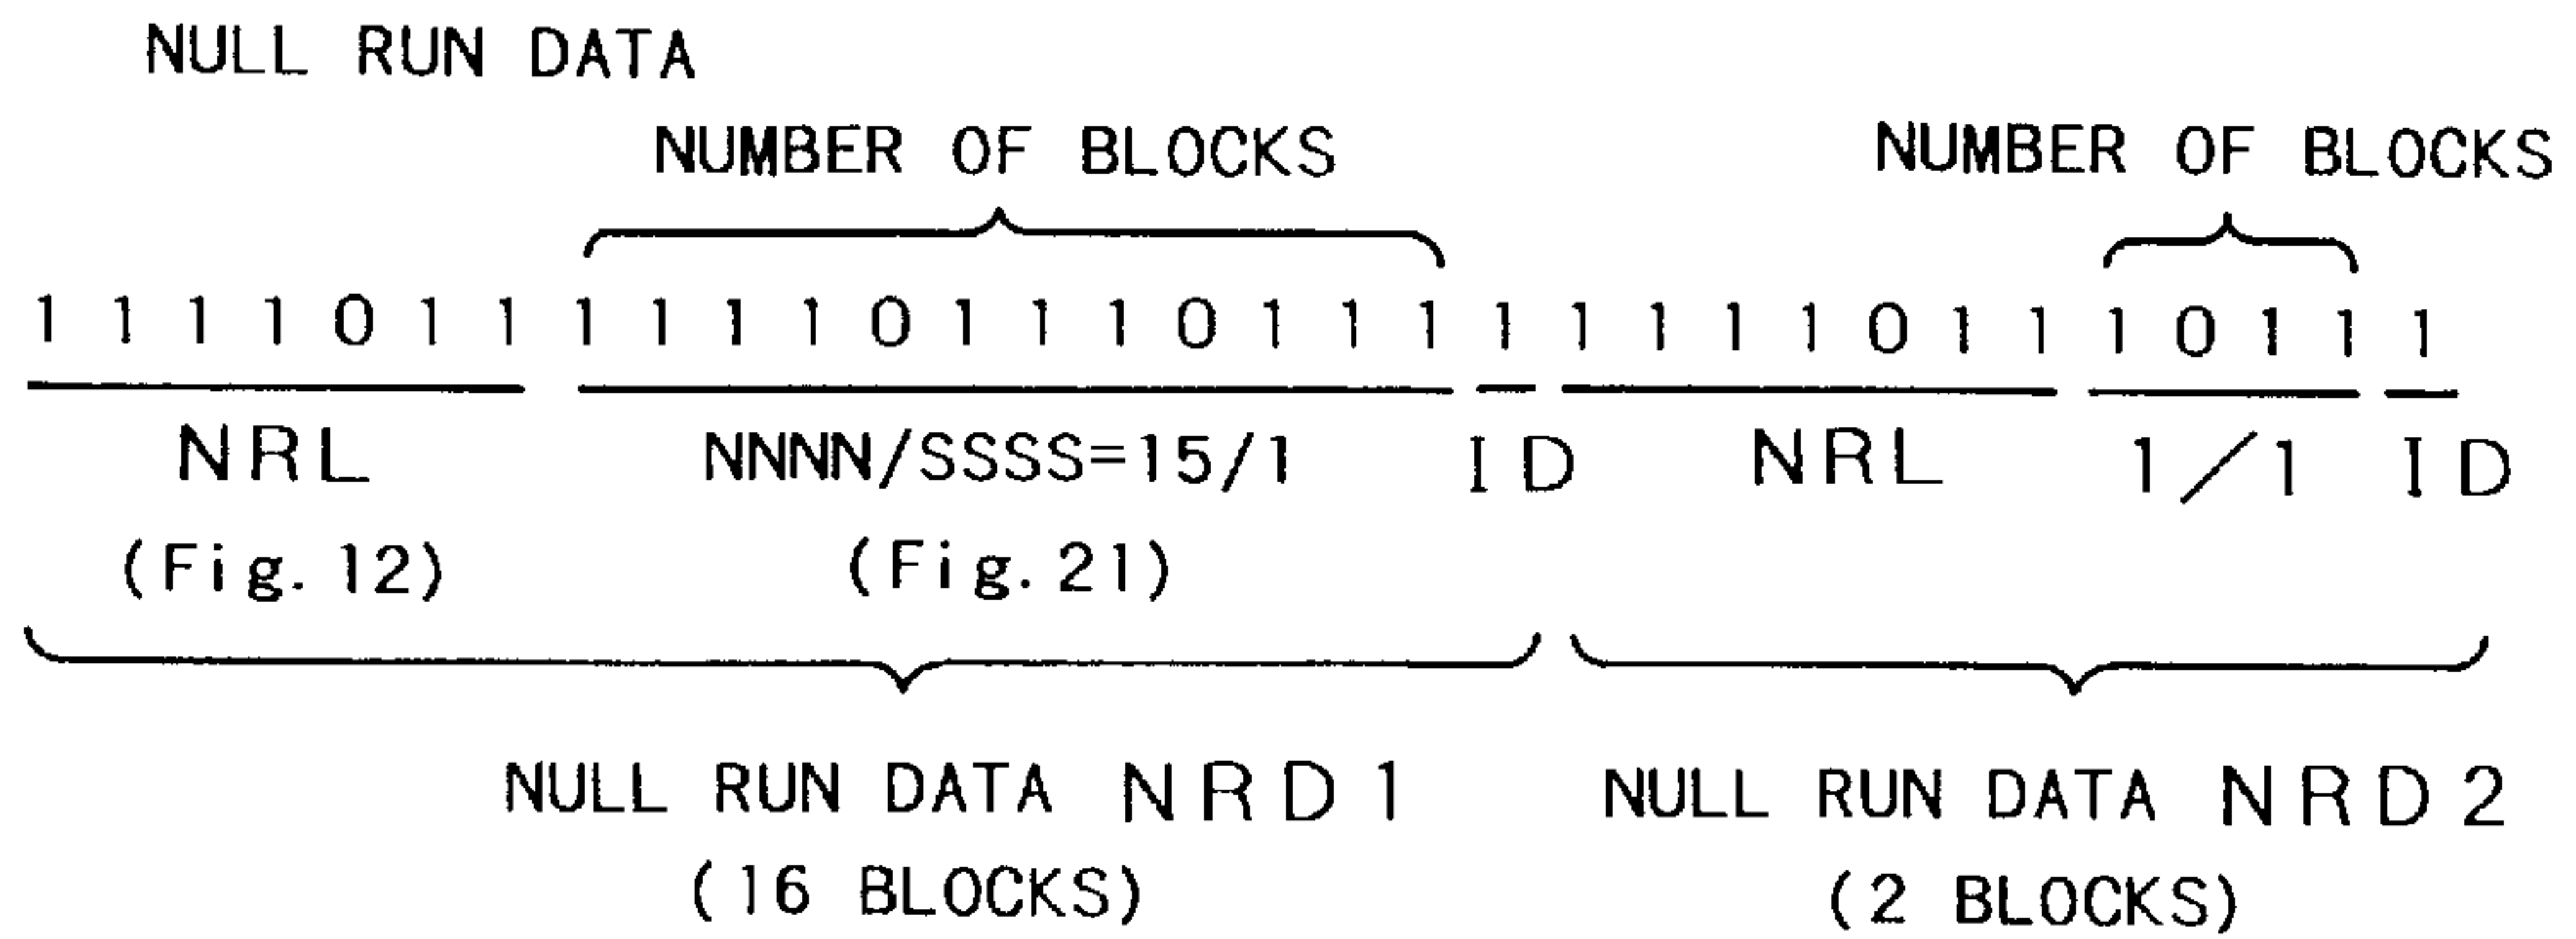 NULL RUN DATA
NUMBER OF BLOCKS NUMBER OF BLOCKS
1 1 1 1 0 1 1 1 1 1 1 0 1 1 1 0 1 1 1 1 1 1 1 1 0 1 1 1 0 1 1 1
NRL NNNN/SSSS=15/1 ID NRL 1/1 ID
(Fig. 12) (Fig. 21)
NULL RUN DATA NRD1 NULL RUN DATA NRD2
(16 BLOCKS) (2 BLOCKS)